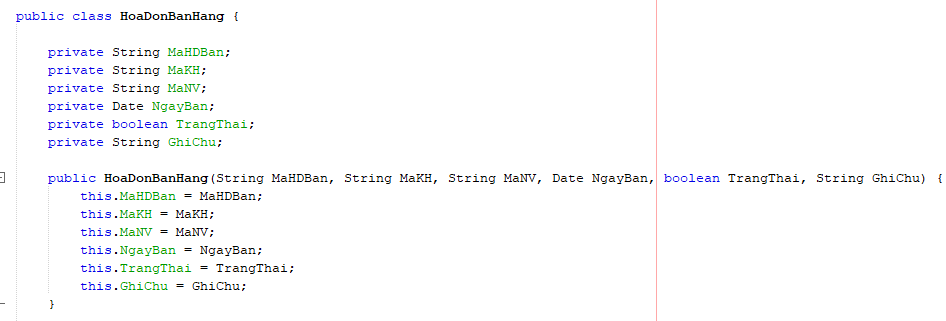 public class HoaDonBanHang {
private String MaHDBan;
private String MaKH;
private String MaNV;
private Date NgayBan;
private boolean TrangThai;
private String GhiChu;
public HoaDonBanHang(String MaHDBan, String MaKH, String MaNV, Date NgayBan, boolean TrangThai, String GhiChu) {
this.MaHDBan = MaHDBan;
this.MaKH = MaKH;
this.MaNV = MaNV;
this.NgayBan = NgayBan;
this.TrangThai = TrangThai;
this.GhiChu = GhiChu;
}